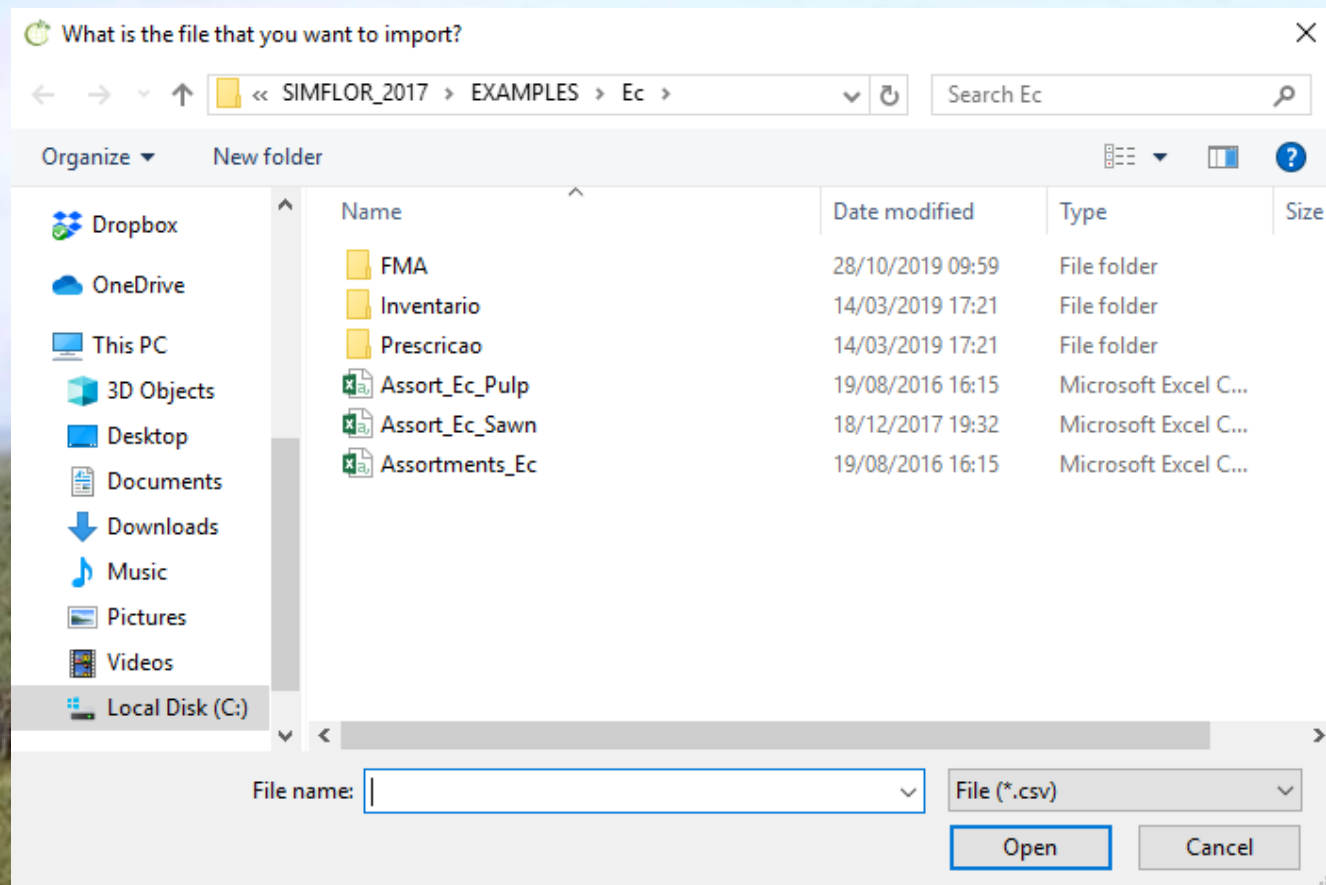 What is the file that you want to import?
« SIMFLOR_2017 > EXAMPLES > Ec >
Search Ec
Organize
New folder
?
Name
Date modified
Type
Size
Dropbox
OneDrive
This PC
3D Objects
Desktop
Documents
Downloads
Music
Pictures
Videos
Local Disk (C:)
FMA 28/10/2019 09:59 File folder
Inventario 14/03/2019 17:21 File folder
Prescricao 14/03/2019 17:21 File folder
Assort_Ec_Pulp 19/08/2016 16:15 Microsoft Excel C...
Assort_Ec_Sawn 18/12/2017 19:32 Microsoft Excel C...
Assortments_Ec 19/08/2016 16:15 Microsoft Excel C...
File name:
File (*.csv)
Open
Cancel